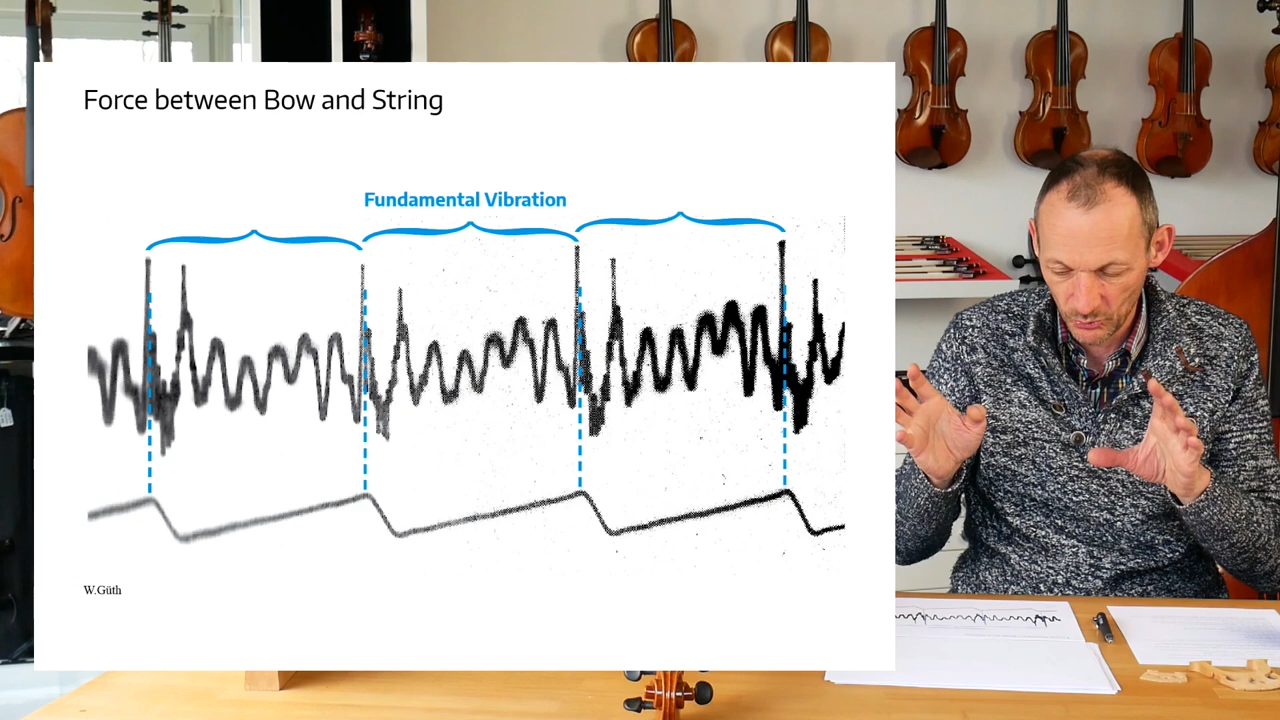 Force between Bow and String
Fundamental Vibration
W.Güth